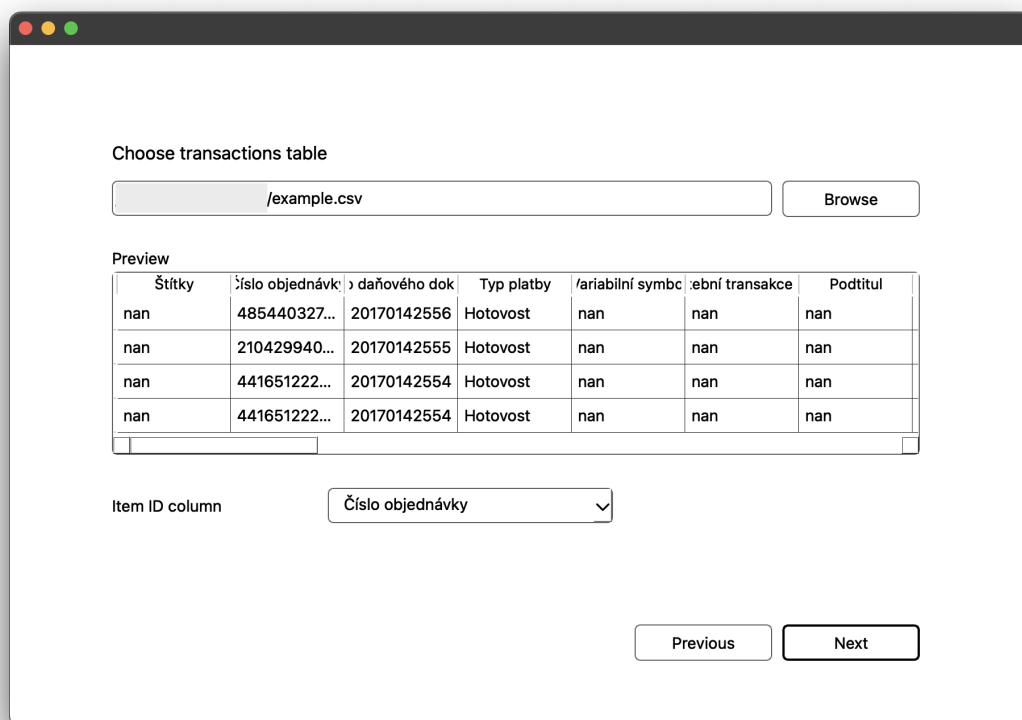 Choose transactions table
/example.csv
Browse
Preview
Štítky Číslo objednávky daňového dok Typ platby Variabilní symbo ební transakce Podtitul
nan 485440327... 20170142556 Hotovost nan nan nan
nan 210429940... 20170142555 Hotovost nan nan nan
nan 441651222... 20170142554 Hotovost nan nan nan
nan 441651222... 20170142554 Hotovost nan nan nan
Item ID column Číslo objednávky
Previous Next